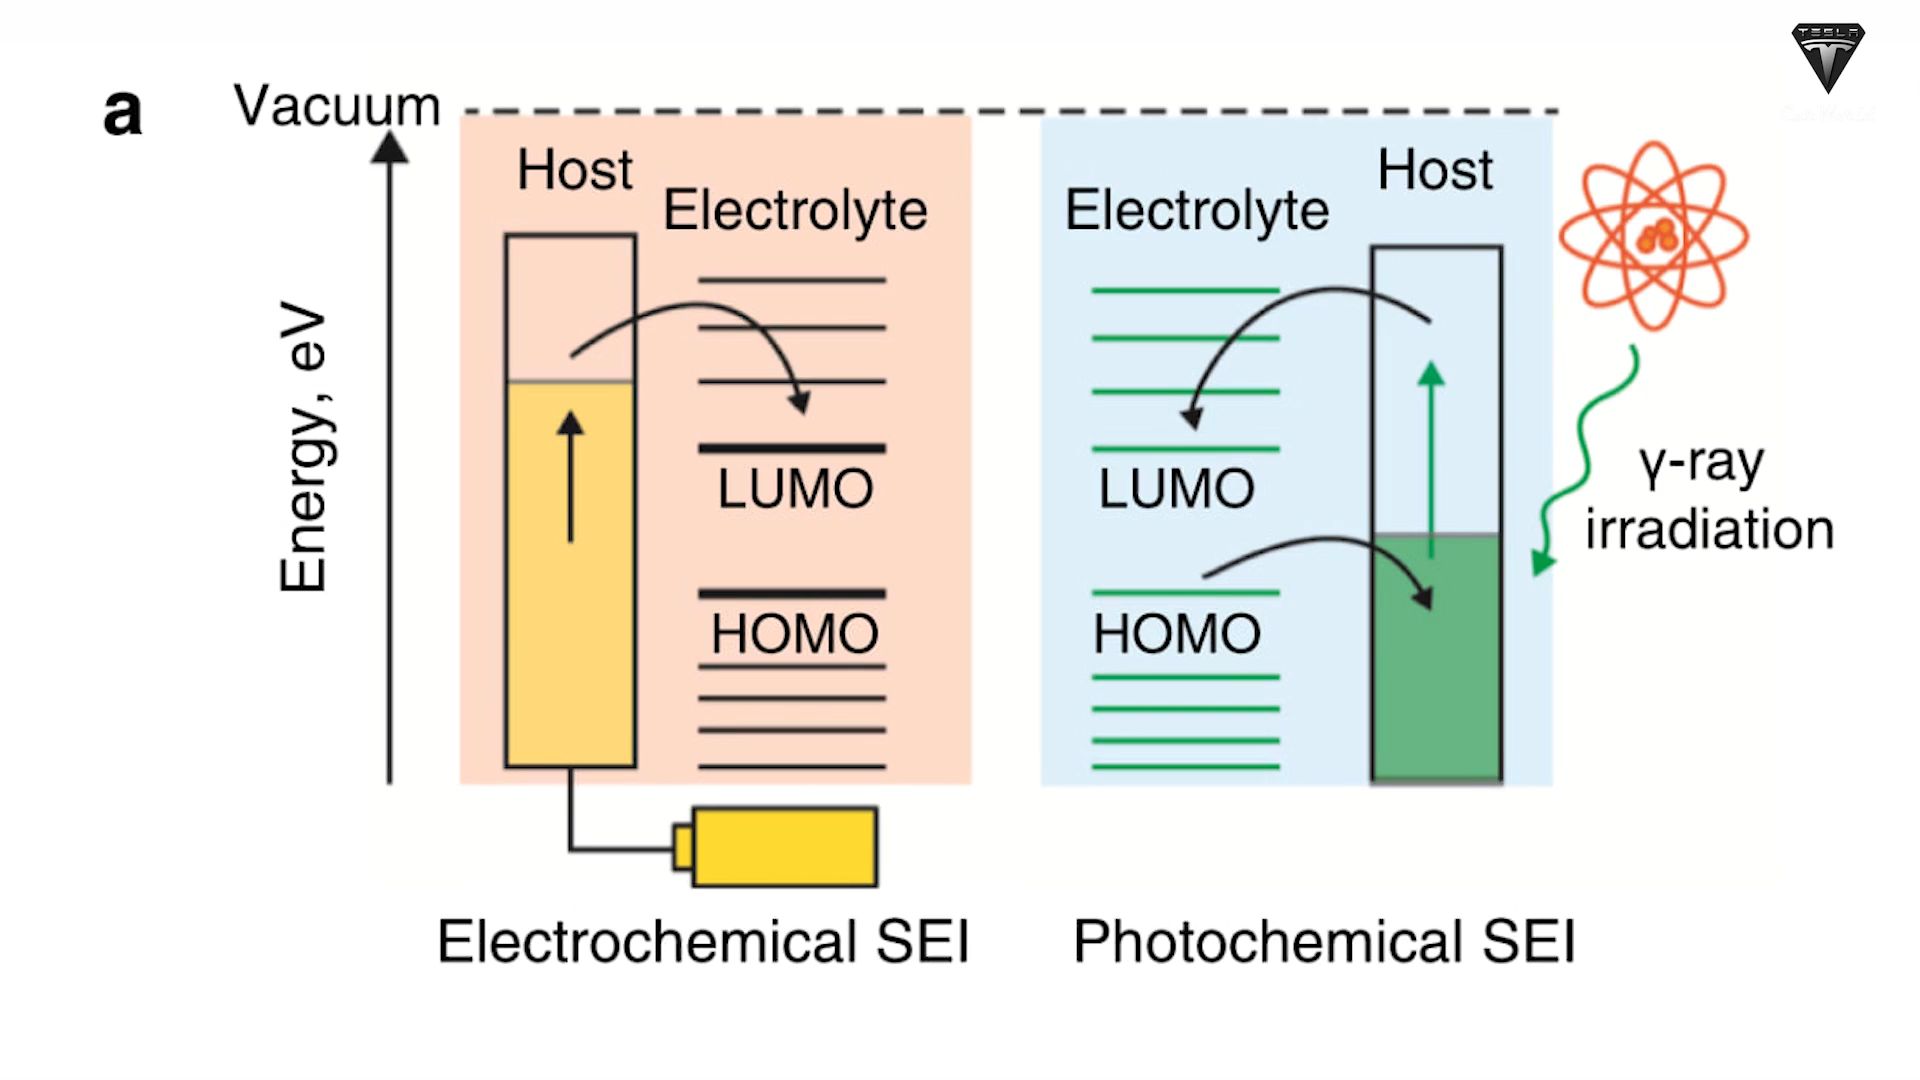 a
Vacuum
TESLA
Host
Electrolyte
Electrolyte
Host
Energy, eV
LUMO
HOMO
LUMO
HOMO
γ-ray
irradiation
Electrochemical SEI
Photochemical SEI